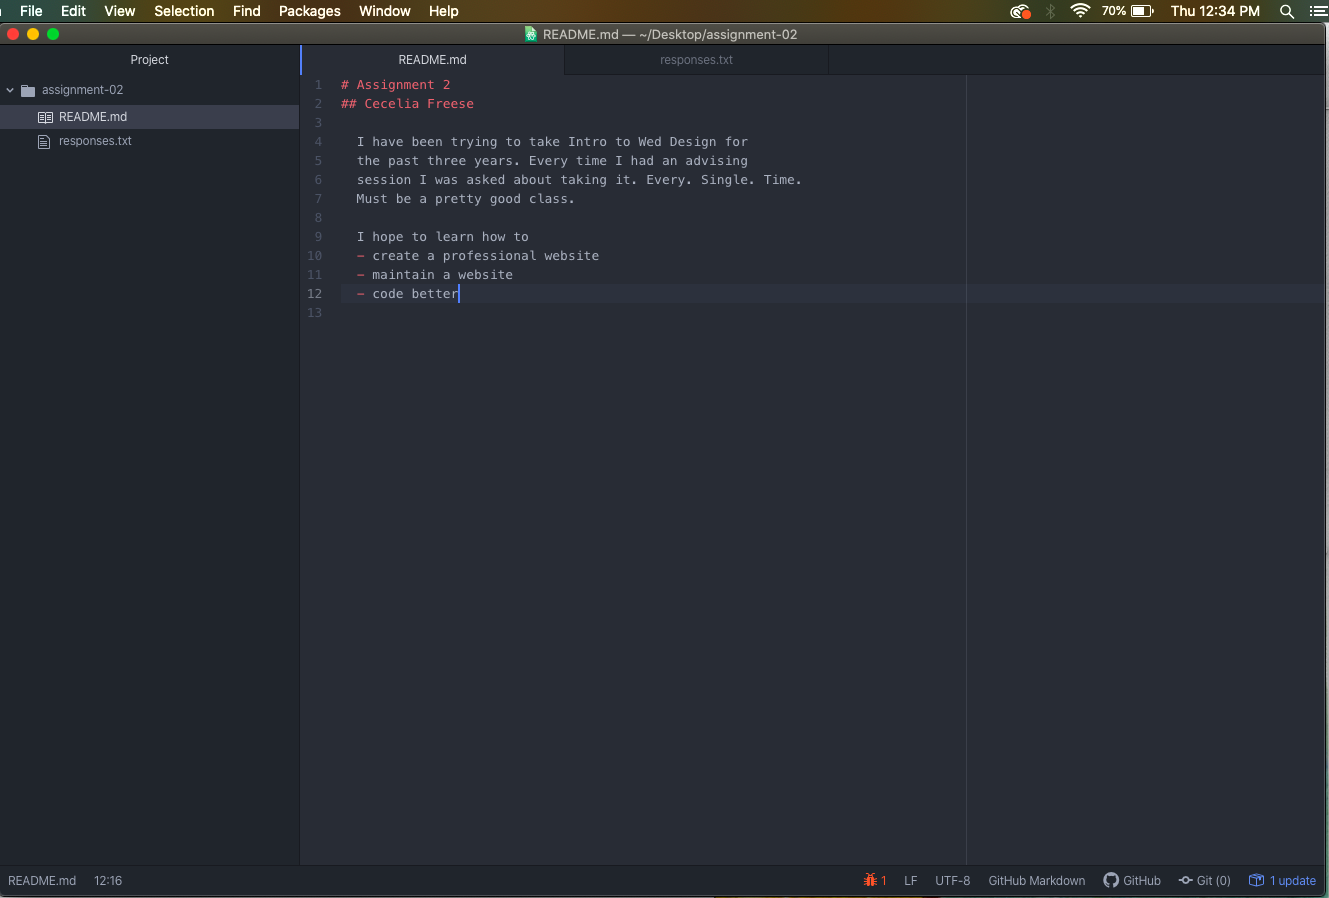 File Edit View Selection Find Packages Window Help 70% Thu 12:34 PM
README.md — ~/Desktop/assignment-02
Project README.md responses.txt
assignment-02
README.md
responses.txt
1 # Assignment 2
2 ## Cecelia Freese
3
4 I have been trying to take Intro to Wed Design for
5 the past three years. Every time I had an advising
6 session I was asked about taking it. Every. Single. Time.
7 Must be a pretty good class.
8
9 I hope to learn how to
10 - create a professional website
11 - maintain a website
12 - code better
13
README.md 12:16 1 LF UTF-8 GitHub Markdown GitHub Git (0) 1 update